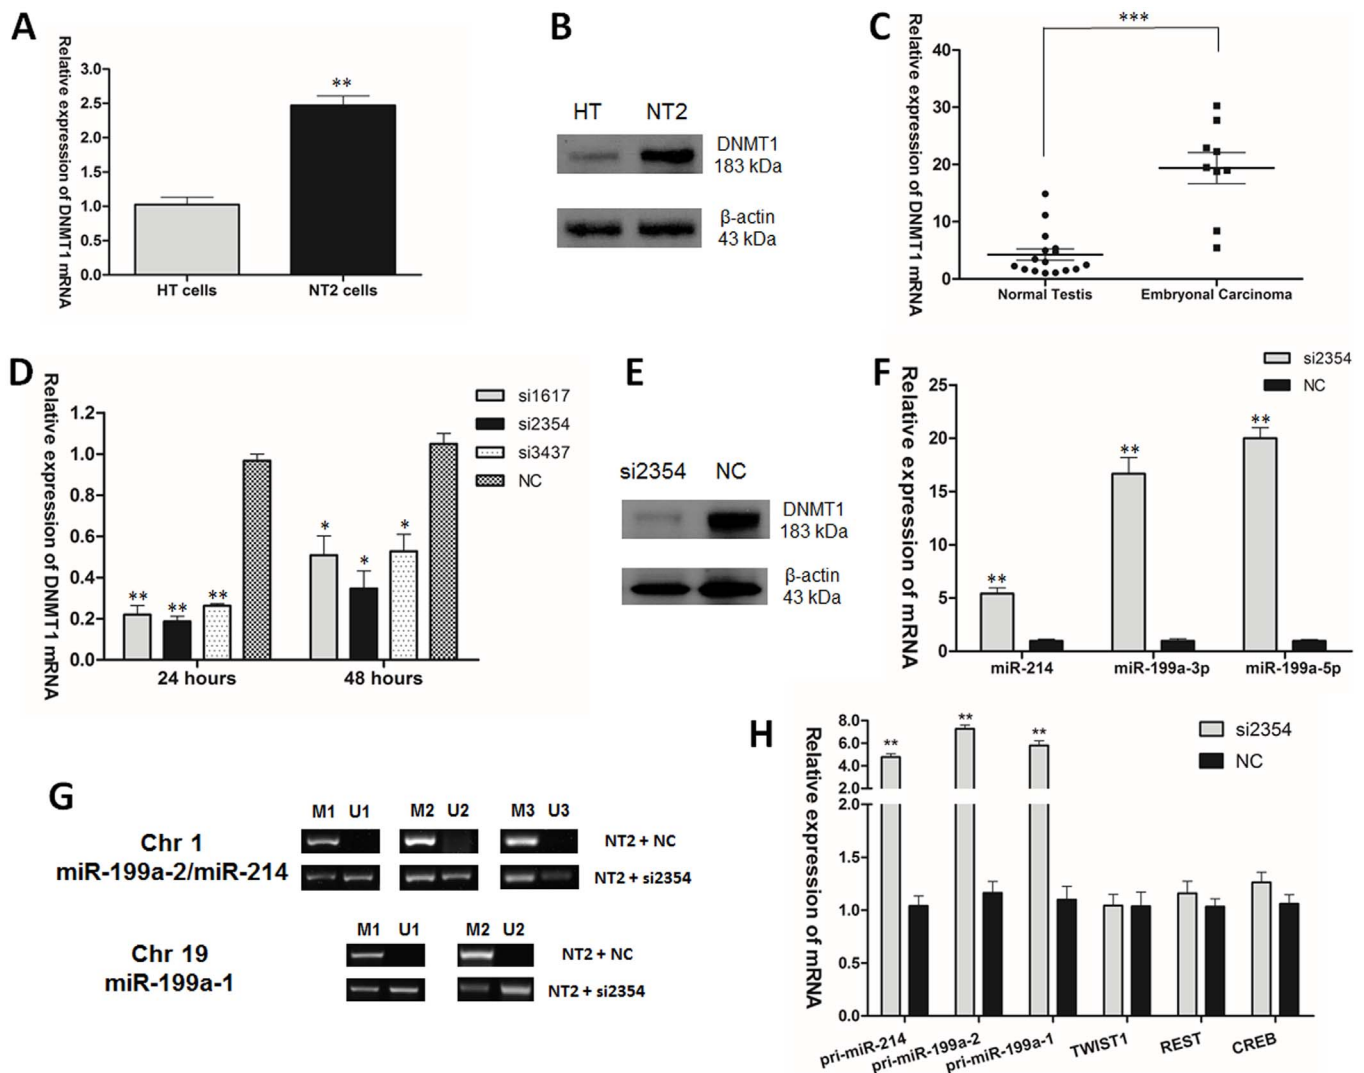 A
Relative expression of DNMT1 mRNA
3.0
2.5
2.0
1.5
1.0
0.5
0.0
**
HT cells
NT2 cells
B
HT
NT2
DNMT1
183 kDa
β-actin
43 kDa
C
Relative expression of DNMT1 mRNA
***
40
30
20
10
0
Normal Testis
Embryonal Carcinoma
D
Relative expression of DNMT1 mRNA
1.2
1.0
0.8
0.6
0.4
0.2
0.0
** ** **
* * *
24 hours
48 hours
si1617
si2354
si3437
NC
E
si2354
NC
DNMT1
183 kDa
β-actin
43 kDa
F
Relative expression of mRNA
si2354
NC
25
20
15
10
5
0
**
**
**
miR-214
miR-199a-3p
miR-199a-5p
G
Chr 1
miR-199a-2/miR-214
M1 U1
M2 U2
M3 U3
NT2 + NC
NT2 + si2354
Chr 19
miR-199a-1
M1 U1
M2 U2
NT2 + NC
NT2 + si2354
H
Relative expression of mRNA
si2354
NC
8.0
6.0
4.0
2.0
2.0
1.5
1.0
0.5
0.0
**
**
**
pri-miR-214
pri-miR-199a-2
pri-miR-199a-1
TWIST1
REST
CREB